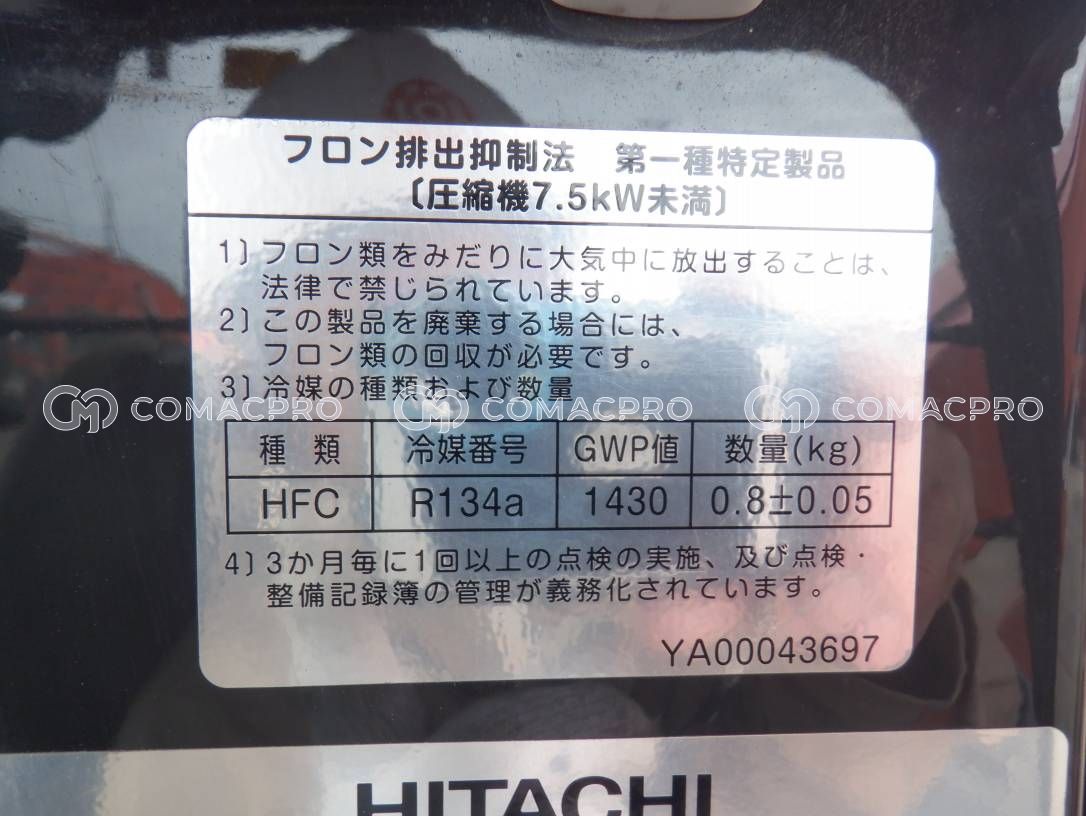 フロン排出抑制法　第一種特定製品
〔圧縮機7.5kW未満〕
1〕フロン類をみだりに大気中に放出することは、
法律で禁じられています。
2〕この製品を廃棄する場合には、
フロン類の回収が必要です。
3〕冷媒の種類および数量
COMACPRO COMACPRO COMACPRO
種類 冷媒番号 GWP値 数量(kg)
HFC R134a 1430 0.8±0.05
4〕3か月毎に1回以上の点検の実施、及び点検・
整備記録簿の管理が義務化されています。
YA00043697
HITACHI